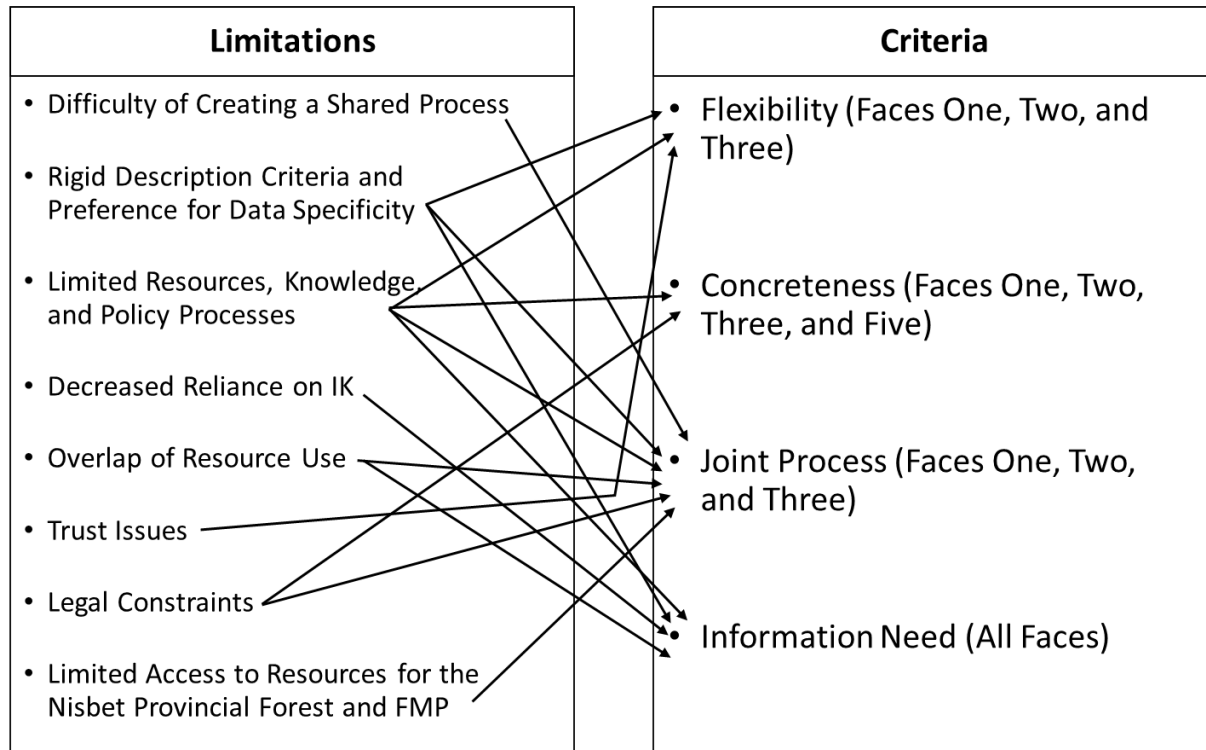 Limitations
• Difficulty of Creating a Shared Process
• Rigid Description Criteria and
Preference for Data Specificity
• Limited Resources, Knowledge,
and Policy Processes
• Decreased Reliance on IK
• Overlap of Resource Use
• Trust Issues
• Legal Constraints
• Limited Access to Resources for the
Nisbet Provincial Forest and FMP
Criteria
• Flexibility (Faces One, Two, and
Three)
• Concreteness (Faces One, Two,
Three, and Five)
• Joint Process (Faces One, Two,
and Three)
• Information Need (All Faces)